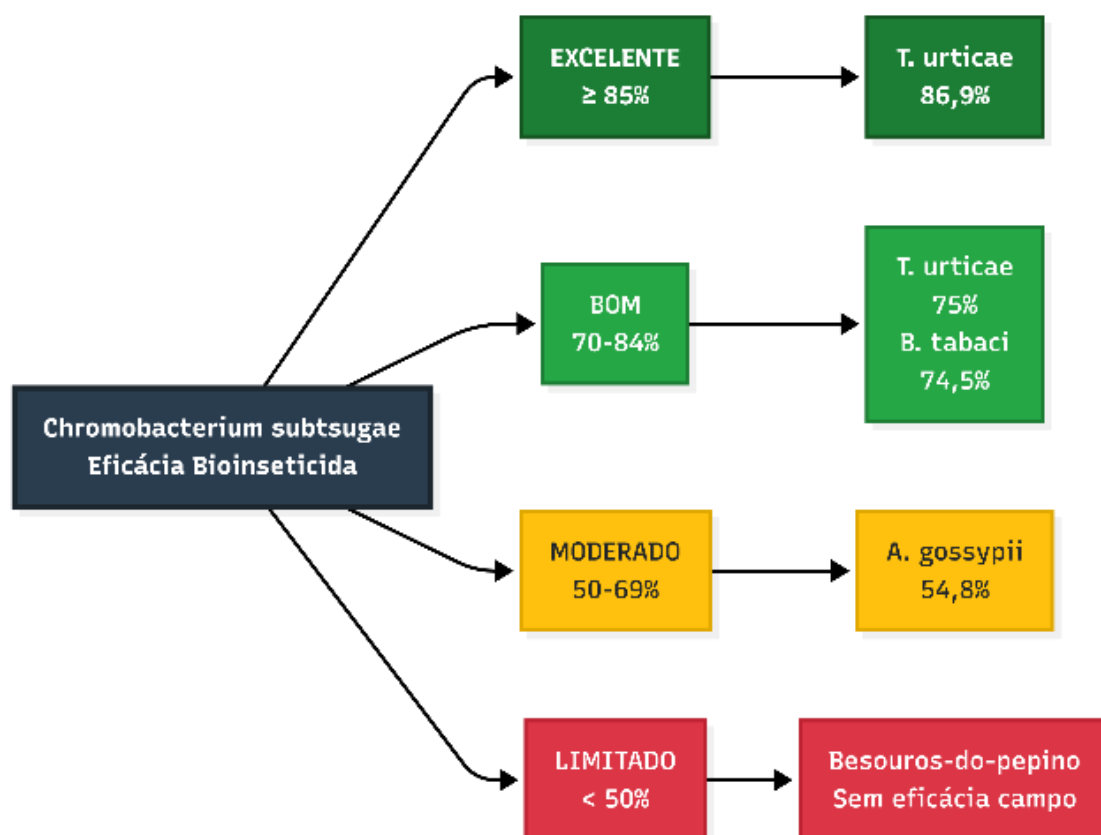 EXCELENTE
≥ 85%
T. urticae
86,9%
BOM
70-84%
T. urticae
75%
B. tabaci
74,5%
Chromobacterium subtsugae
Eficácia Bioinseticida
MODERADO
50-69%
A. gossypii
54,8%
LIMITADO
< 50%
Besouros-do-pepino
Sem eficácia campo